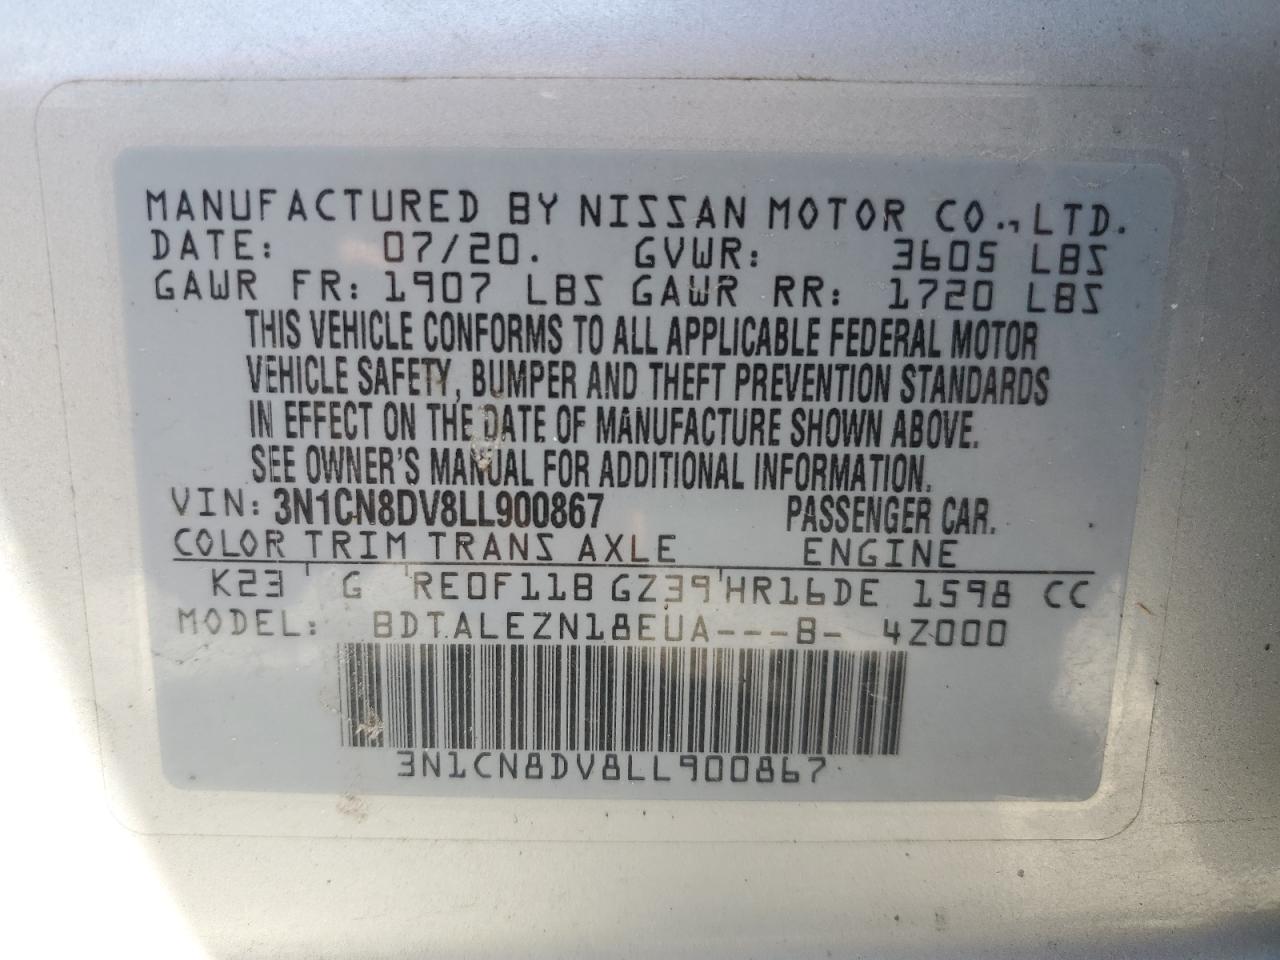 MANUFACTURED BY NISSAN MOTOR CO., LTD.
DATE: 07/20. GVWR: 3605 LBS
GAWR FR: 1907 LBS GAWR RR: 1720 LBS
THIS VEHICLE CONFORMS TO ALL APPLICABLE FEDERAL MOTOR
VEHICLE SAFETY, BUMPER AND THEFT PREVENTION STANDARDS
IN EFFECT ON THE DATE OF MANUFACTURE SHOWN ABOVE.
SEE OWNER'S MANUAL FOR ADDITIONAL INFORMATION.
VIN: 3N1CN8DV8LL900867 PASSENGER CAR.
COLOR TRIM TRANS AXLE ENGINE
K23 G RE0F11B GZ39 HR16DE 1598 CC
MODEL: BDTALEZN18EUA---B- 4Z000
3N1CN8DV8LL900867